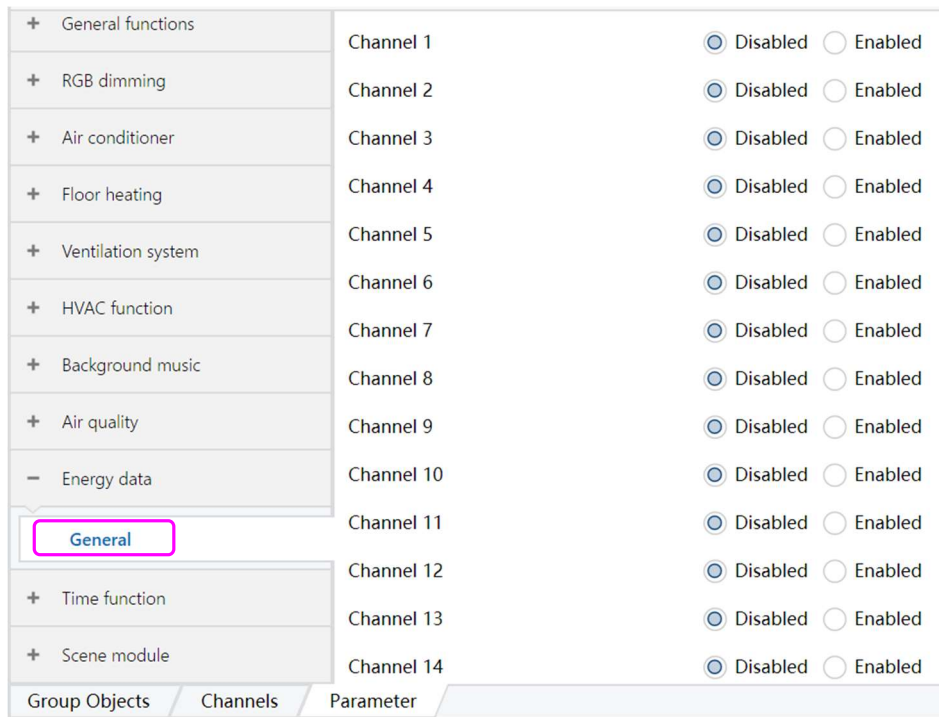 General functions
RGB dimming
Air conditioner
Floor heating
Ventilation system
HVAC function
Background music
Air quality
Energy data
General
Time function
Scene module
Channel 1 Disabled Enabled
Channel 2 Disabled Enabled
Channel 3 Disabled Enabled
Channel 4 Disabled Enabled
Channel 5 Disabled Enabled
Channel 6 Disabled Enabled
Channel 7 Disabled Enabled
Channel 8 Disabled Enabled
Channel 9 Disabled Enabled
Channel 10 Disabled Enabled
Channel 11 Disabled Enabled
Channel 12 Disabled Enabled
Channel 13 Disabled Enabled
Channel 14 Disabled Enabled
Group Objects Channels Parameter